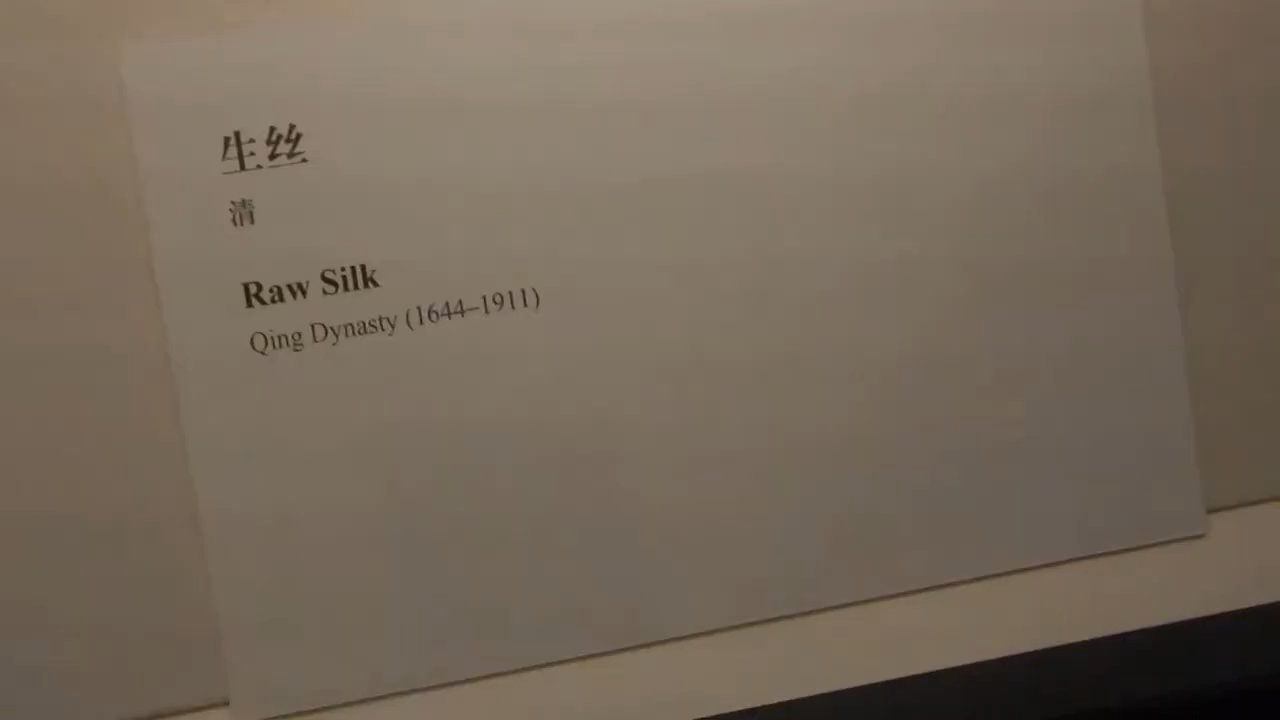 生丝
清
Raw Silk
Qing Dynasty (1644–1911)